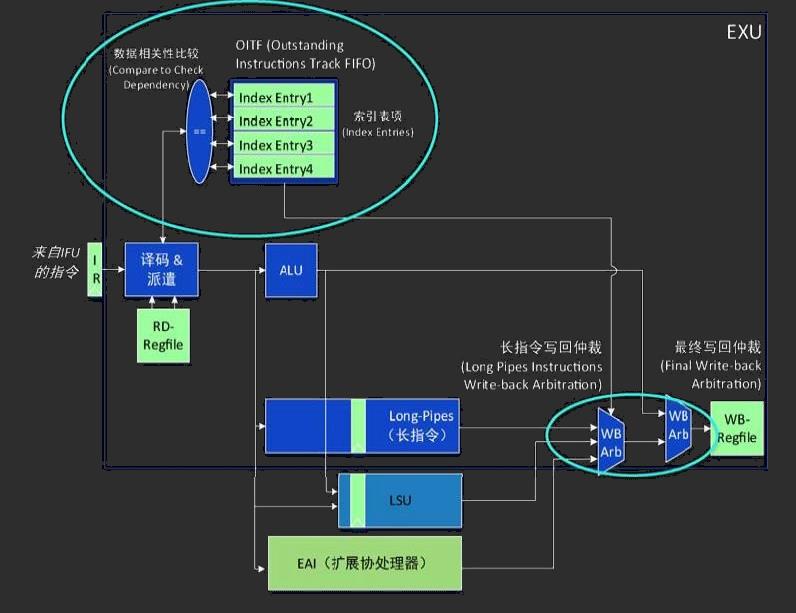 EXU
数据相关性比较
(Compare to Check
Dependency)
OITF (Outstanding
Instructions Track FIFO)
==
Index Entry1
Index Entry2
Index Entry3
Index Entry4
索引表项
(Index Entries)
来自IFU
的指令
I
R
译码 &
派遣
ALU
RD-
Regfile
长指令写回仲裁
(Long Pipes Instructions
Write-back Arbitration)
最终写回仲裁
(Final Write-back
Arbitration)
Long-Pipes
（长指令）
WB
Arb
WB
Arb
WB-
Regfile
LSU
EAI（扩展协处理器）